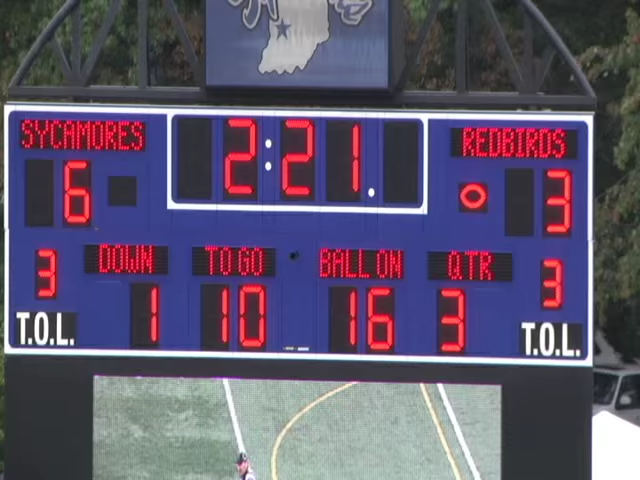 SYCAMORES 2:21. REDBIRDS
6 3
DOWN TO GO BALL ON QTR
3 1 10 16 3 3
T.O.L. T.O.L.